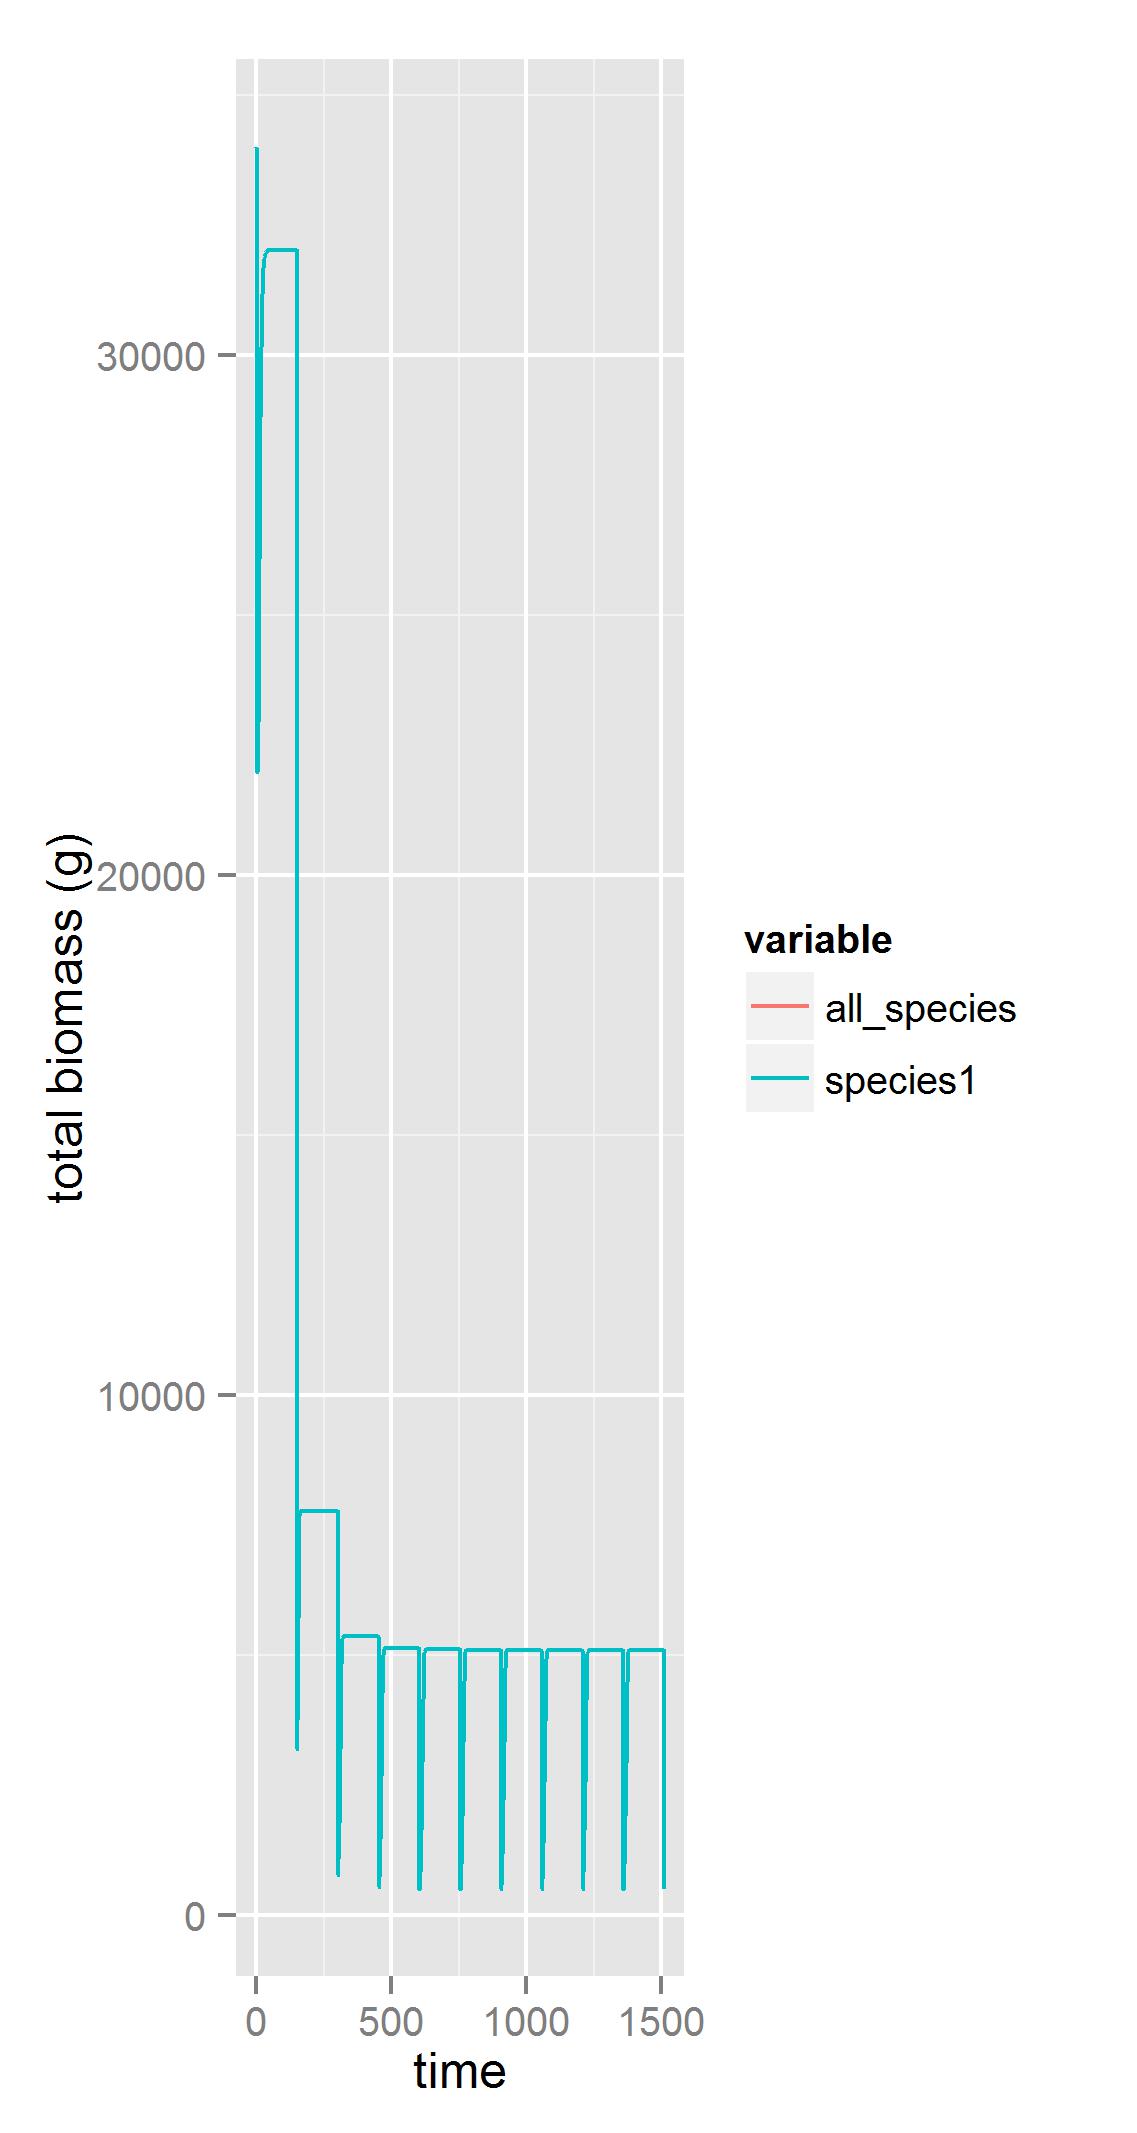 30000
20000
10000
0
0 500 1000 1500
time
total biomass (g)
variable
all_species
species1